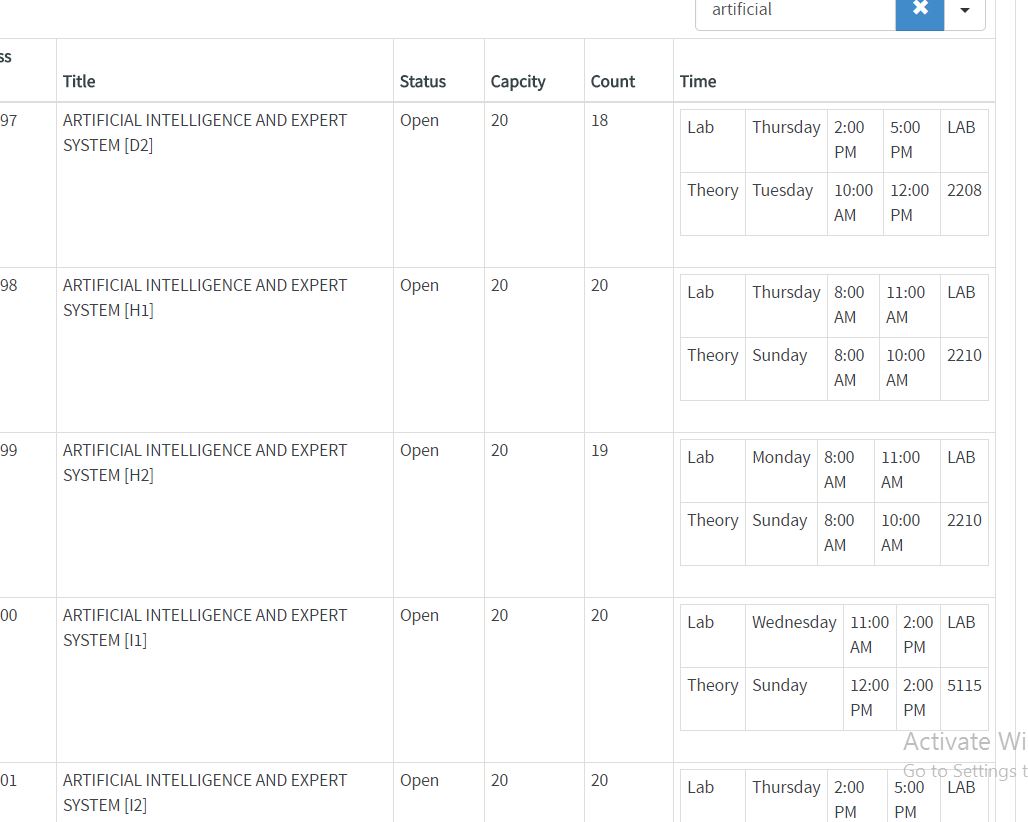 artificial
ss
Title Status Capcity Count Time
97 ARTIFICIAL INTELLIGENCE AND EXPERT SYSTEM [D2] Open 20 18
Lab Thursday 2:00 PM 5:00 PM LAB
Theory Tuesday 10:00 AM 12:00 PM 2208
98 ARTIFICIAL INTELLIGENCE AND EXPERT SYSTEM [H1] Open 20 20
Lab Thursday 8:00 AM 11:00 AM LAB
Theory Sunday 8:00 AM 10:00 AM 2210
99 ARTIFICIAL INTELLIGENCE AND EXPERT SYSTEM [H2] Open 20 19
Lab Monday 8:00 AM 11:00 AM LAB
Theory Sunday 8:00 AM 10:00 AM 2210
00 ARTIFICIAL INTELLIGENCE AND EXPERT SYSTEM [I1] Open 20 20
Lab Wednesday 11:00 AM 2:00 PM LAB
Theory Sunday 12:00 PM 2:00 PM 5115
01 ARTIFICIAL INTELLIGENCE AND EXPERT SYSTEM [I2] Open 20 20
Lab Thursday 2:00 PM 5:00 PM LAB
Activate Wi
Go to Settings t